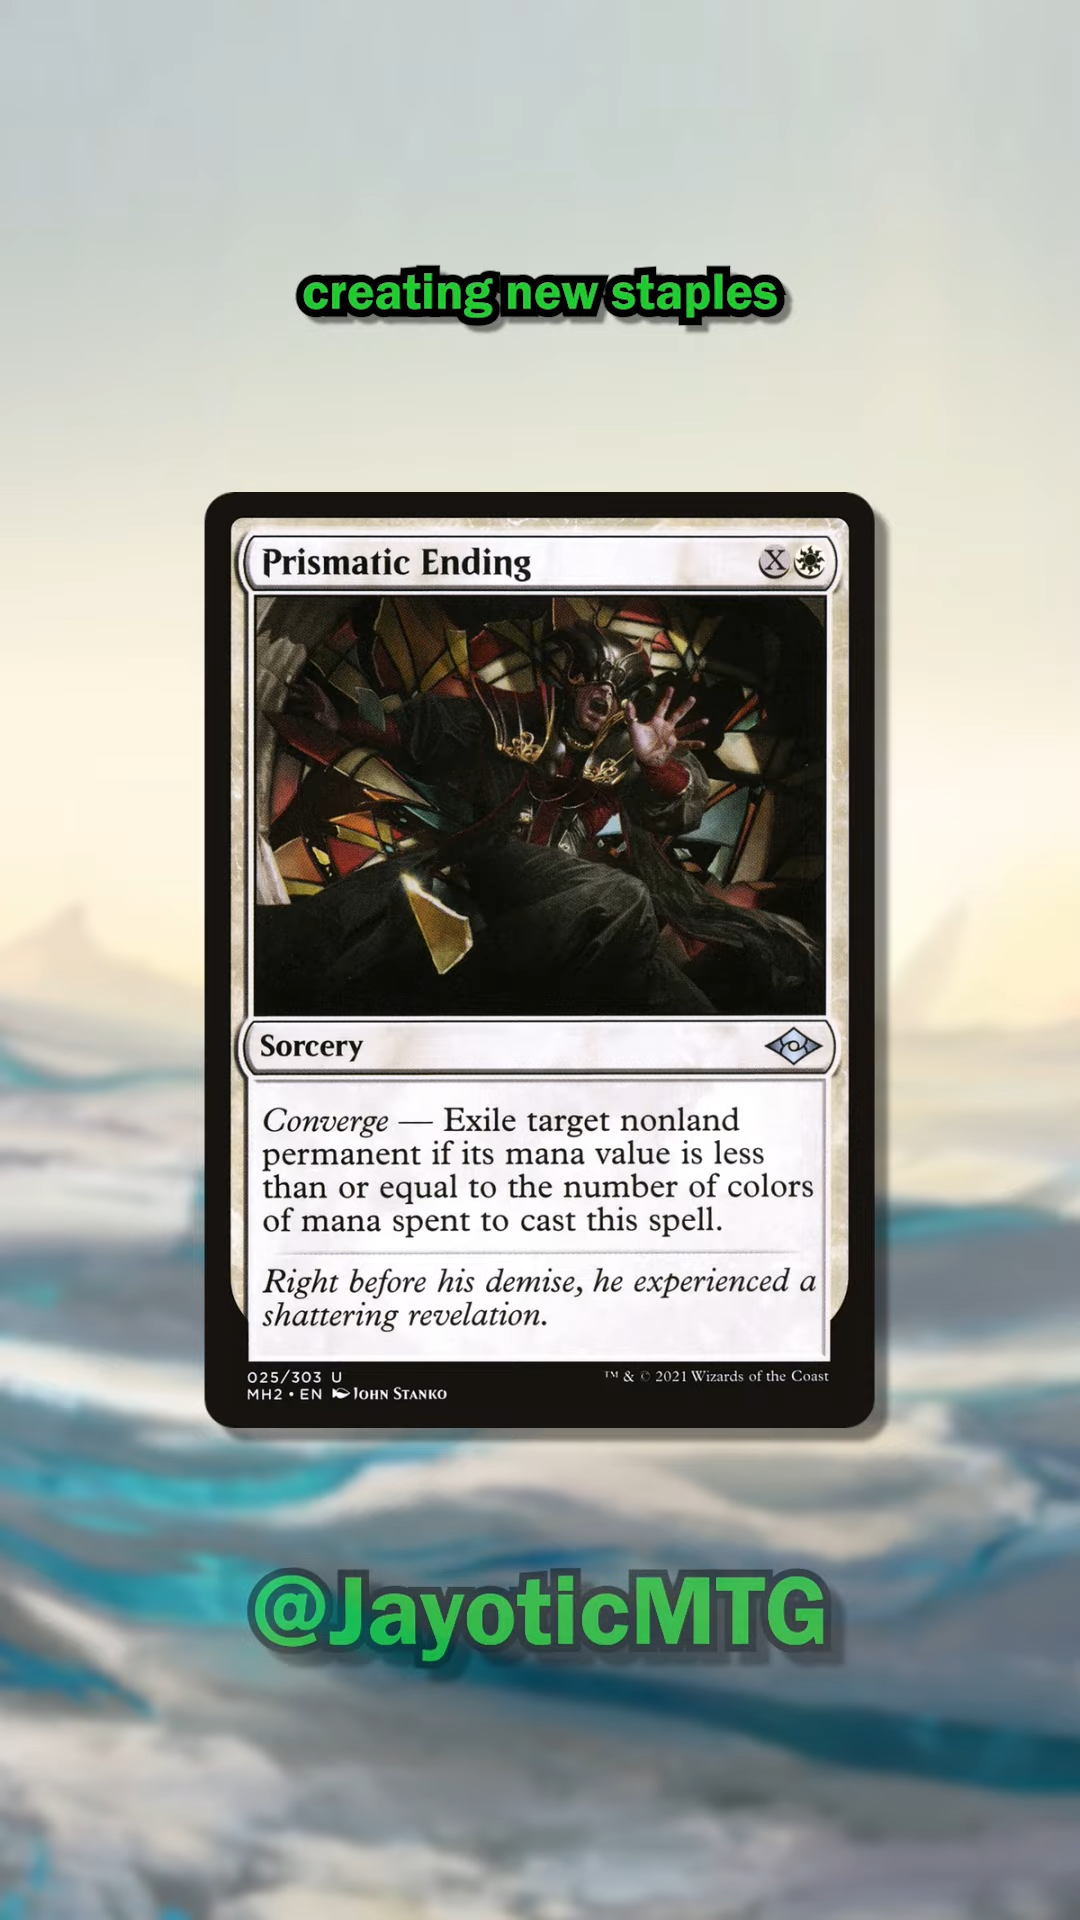 creating new staples
Prismatic Ending X
Sorcery
Converge — Exile target nonland
permanent if its mana value is less
than or equal to the number of colors
of mana spent to cast this spell.
Right before his demise, he experienced a
shattering revelation.
025/303 U
™ & © 2021 Wizards of the Coast
MH2 • EN John Stanko
@JayoticMTG